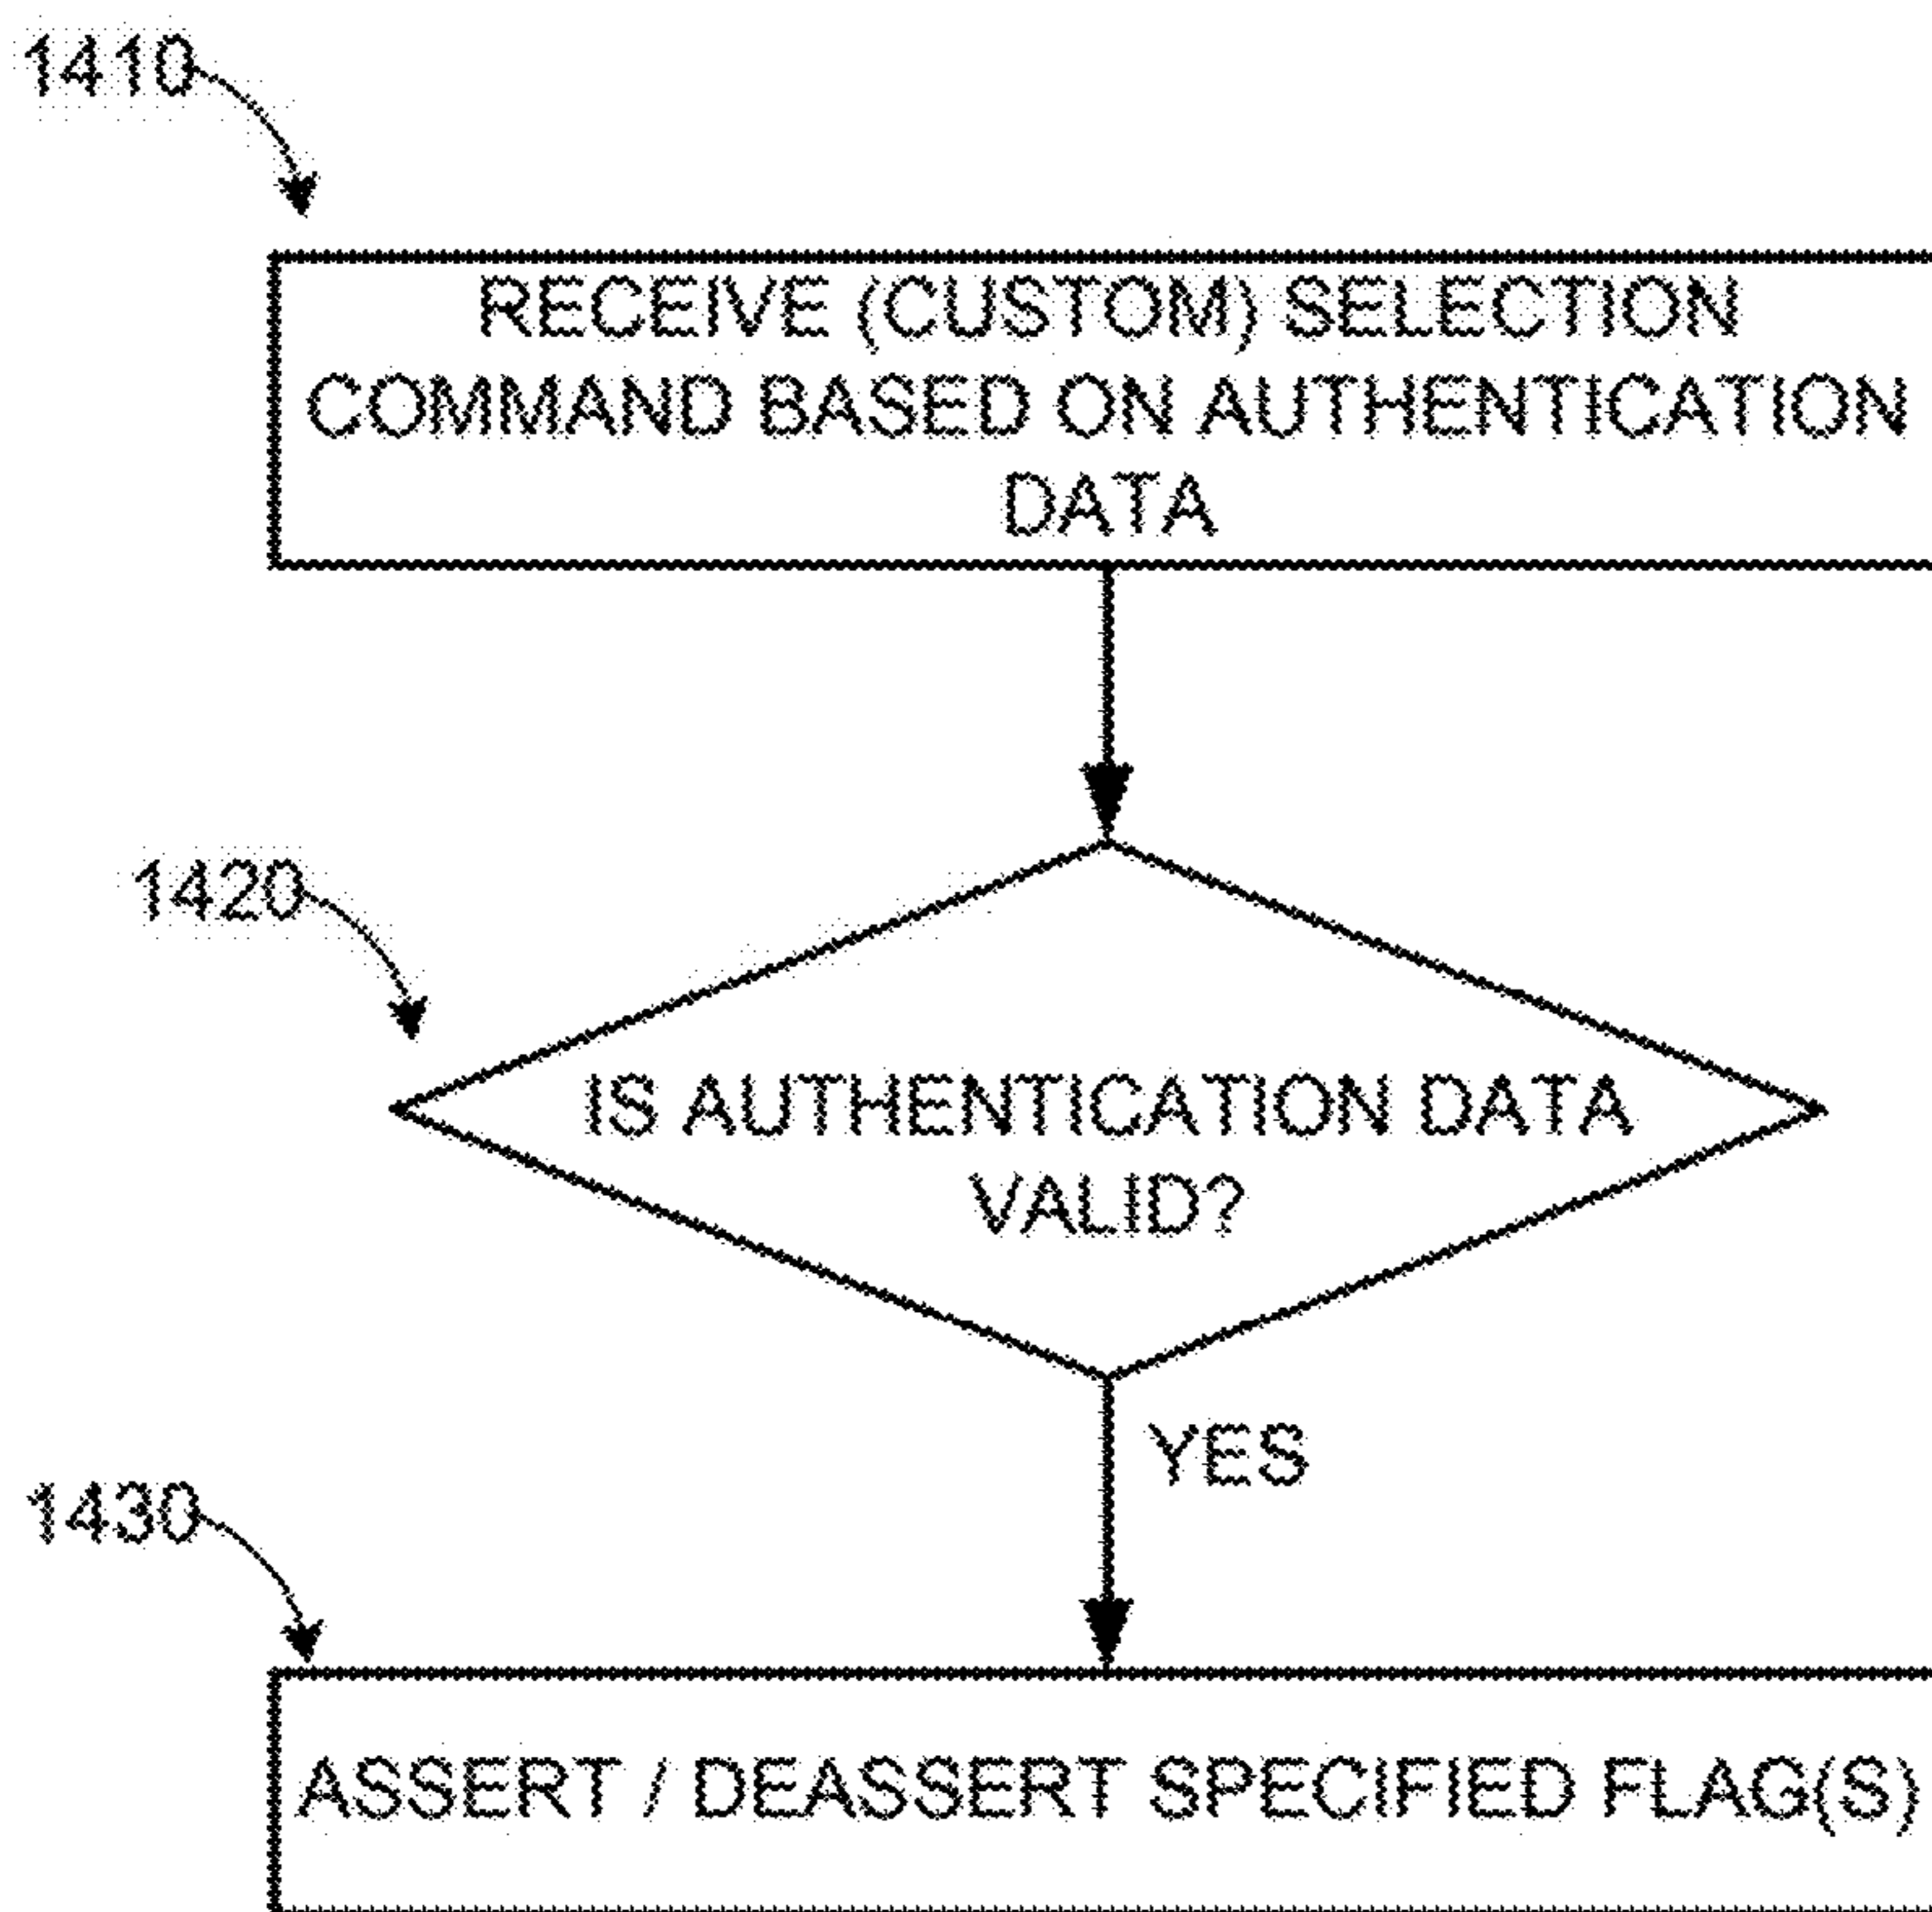 1410
RECEIVE (CUSTOM) SELECTION
COMMAND BASED ON AUTHENTICATION
DATA
1420
IS AUTHENTICATION DATA
VALID?
YES
1430
ASSERT / DEASSERT SPECIFIED FLAG(S)